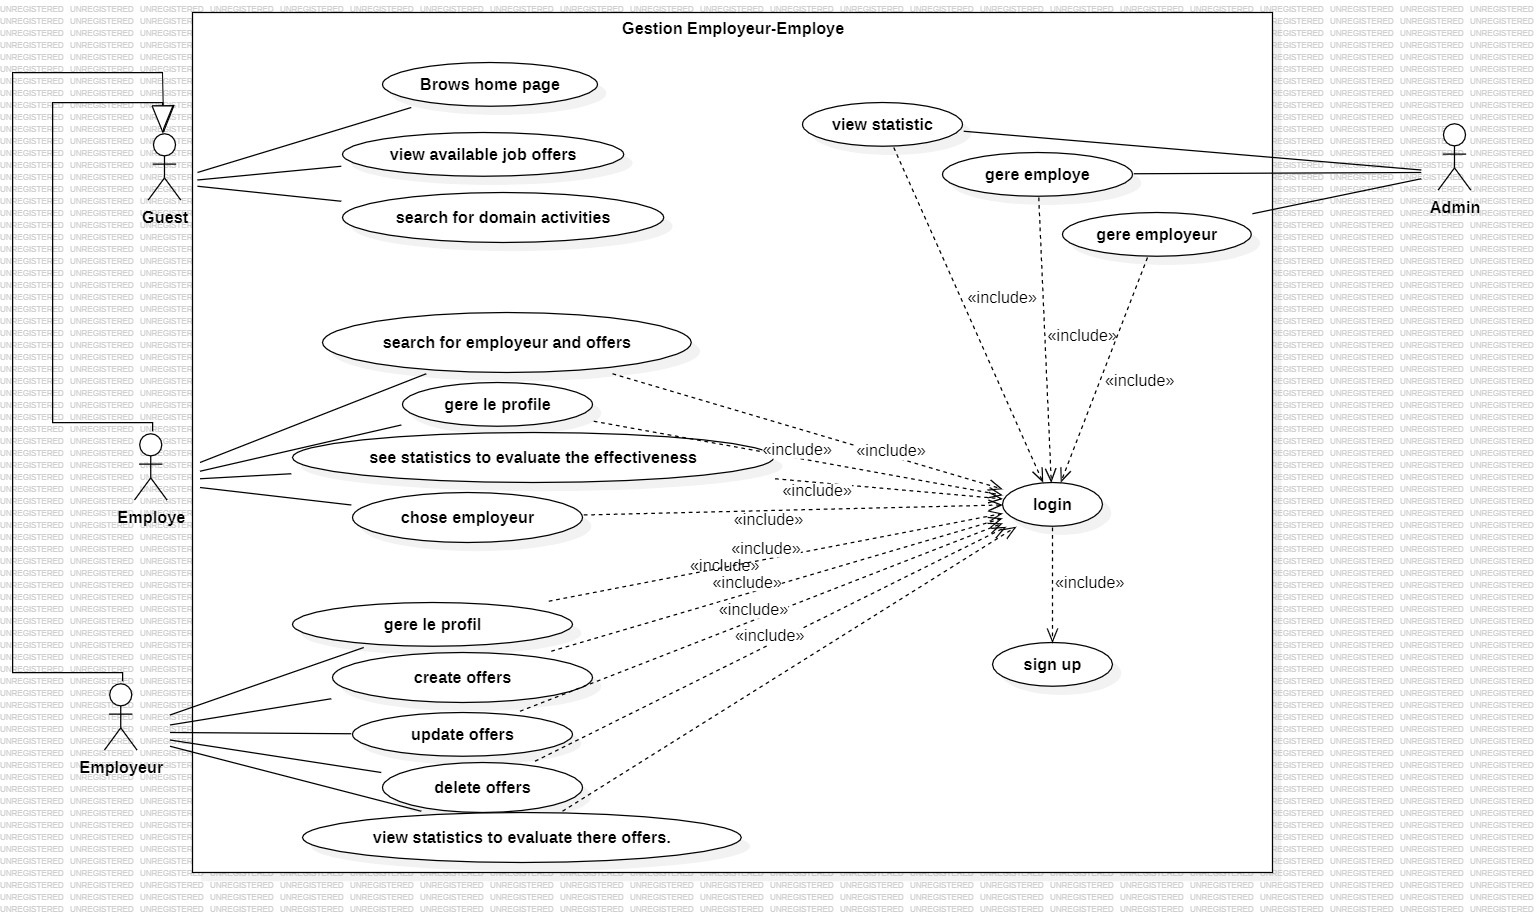 Gestion Employeur-Employe
Brows home page
view available job offers
search for domain activities
Guest
view statistic
gere employe
gere employeur
Admin
«include»
«include»
«include»
search for employeur and offers
gere le profile
see statistics to evaluate the effectiveness
chose employeur
Employe
«include»
«include»
«include»
«include»
login
«include»
«include»
«include»
«include»
«include»
«include»
sign up
gere le profil
create offers
update offers
delete offers
view statistics to evaluate there offers.
Employeur
UNREGISTERED